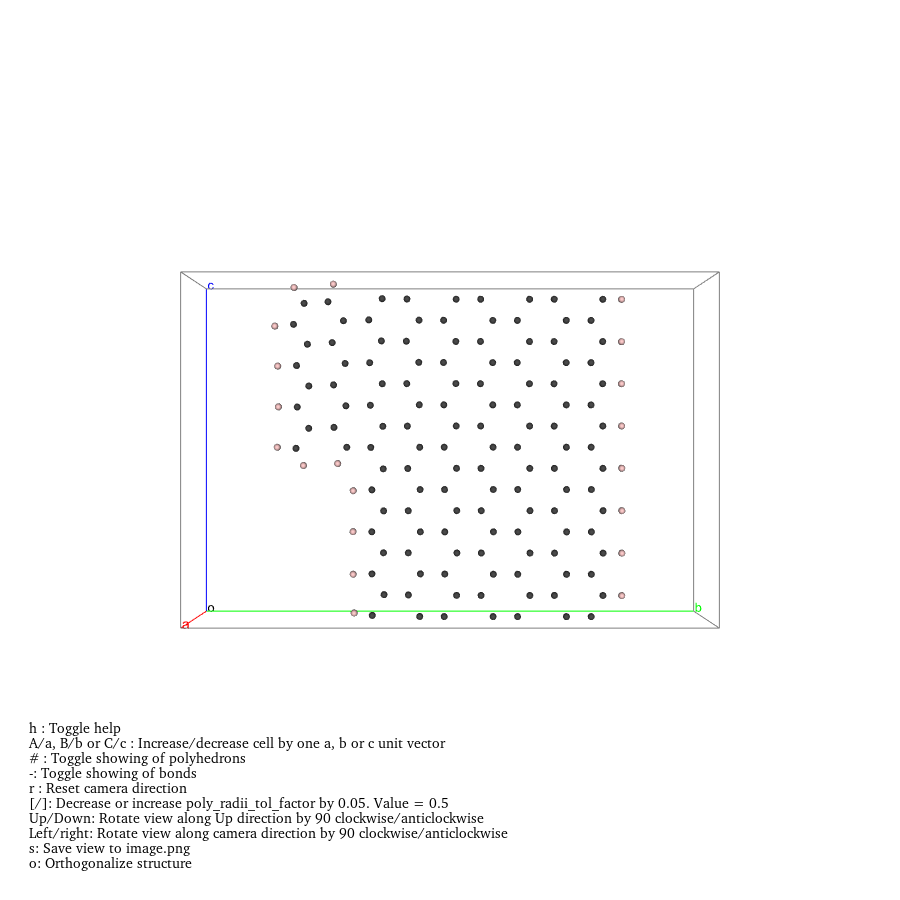 c
o
b
a
h : Toggle help
A/a, B/b or C/c : Increase/decrease cell by one a, b or c unit vector
# : Toggle showing of polyhedrons
-: Toggle showing of bonds
r : Reset camera direction
[/]: Decrease or increase poly_radii_tol_factor by 0.05. Value = 0.5
Up/Down: Rotate view along Up direction by 90 clockwise/anticlockwise
Left/right: Rotate view along camera direction by 90 clockwise/anticlockwise
s: Save view to image.png
o: Orthogonalize structure